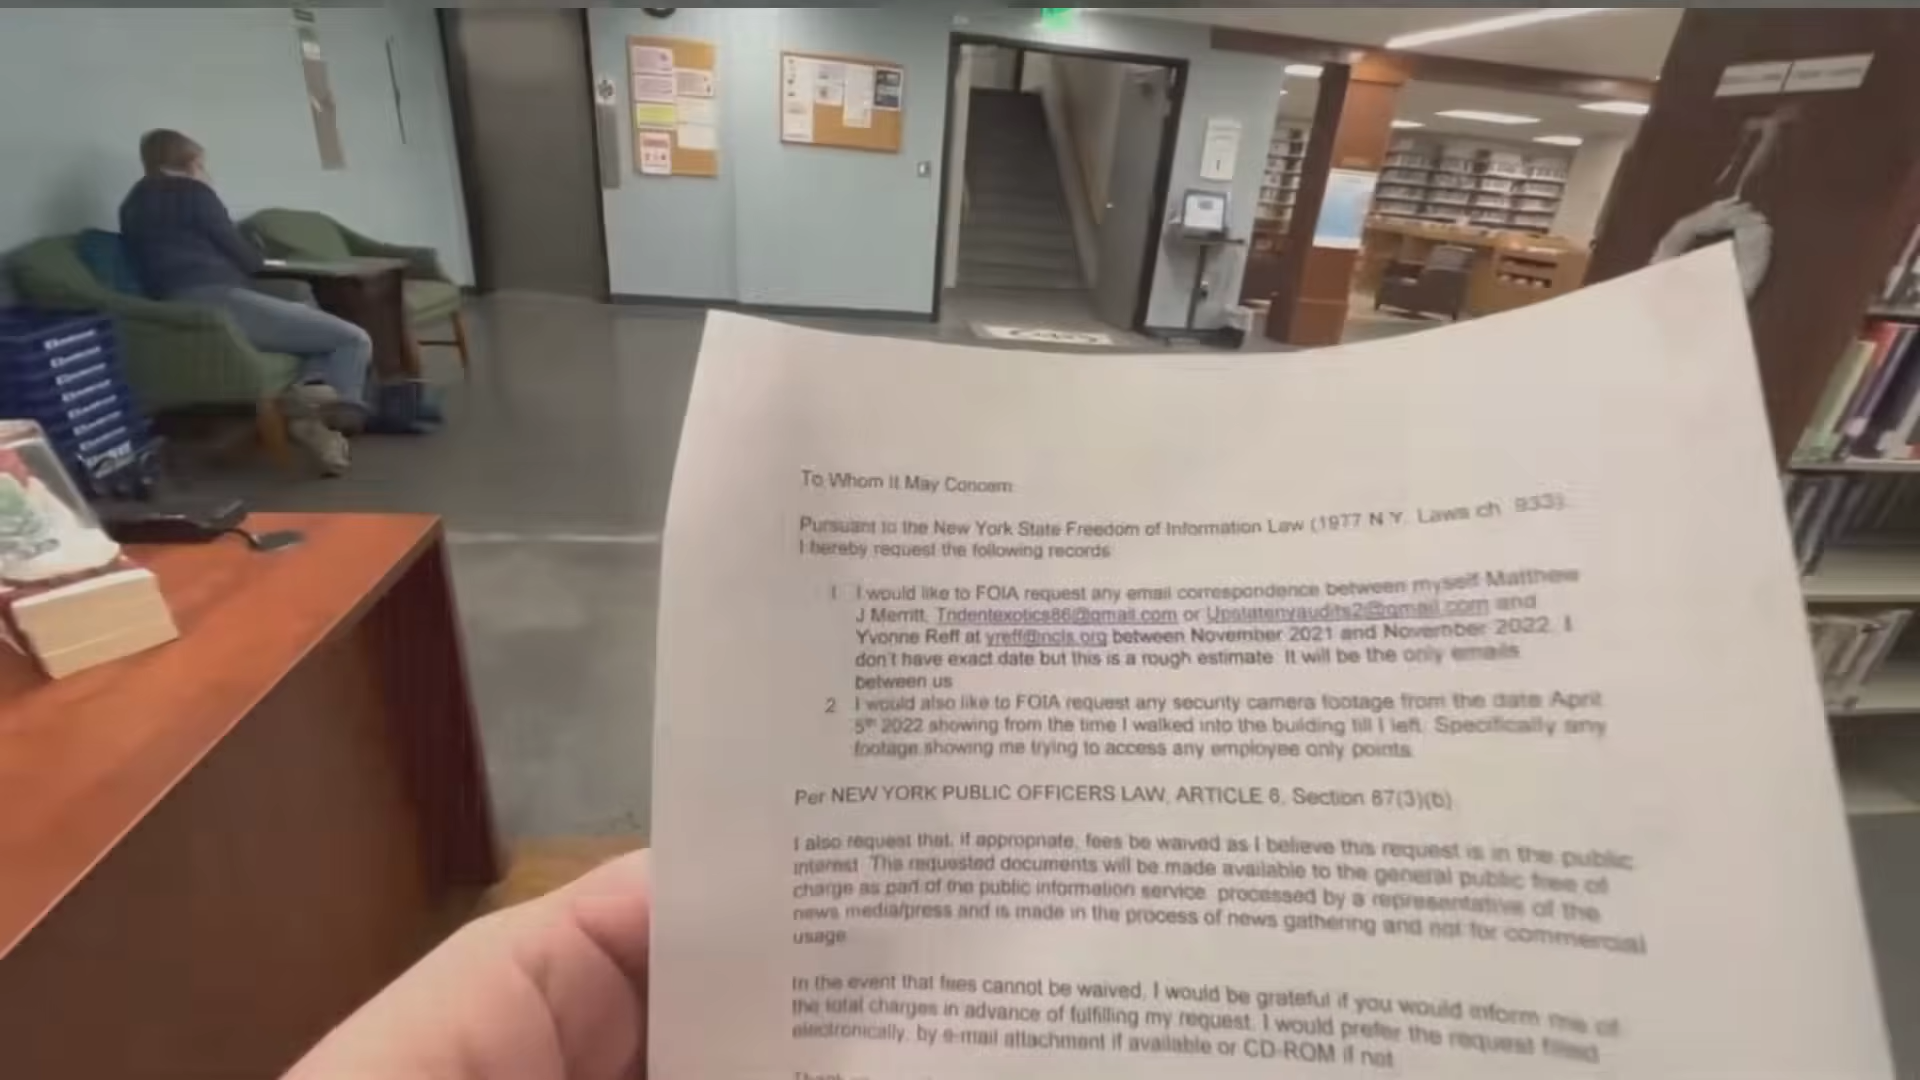 To Whom It May Concern
Pursuant to the New York State Freedom of Information Law (1977 N.Y. Laws ch. 933)
I hereby request the following records
1 I would like to FOIA request any email correspondence between myself Matthew
J Merritt, Tridentexotics86@gmail.com or Upstatenyaudits2@gmail.com and
Yvonne Reff at yreff@ncls.org between November 2021 and November 2022. I
don't have exact date but this is a rough estimate. It will be the only emails
between us
2 I would also like to FOIA request any security camera footage from the date April
5th 2022 showing from the time I walked into the building till I left. Specifically any
footage showing me trying to access any employee only points.
Per NEW YORK PUBLIC OFFICERS LAW, ARTICLE 6, Section 87(3)(b)
I also request that, if appropriate, fees be waived as I believe this request is in the public
interest. The requested documents will be made available to the general public free of
charge as part of the public information service, processed by a representative of the
news media/press and is made in the process of news gathering and not for commercial
usage
In the event that fees cannot be waived, I would be grateful if you would inform me of
the total charges in advance of fulfilling my request. I would prefer the request filled
electronically, by e-mail attachment if available or CD-ROM if not